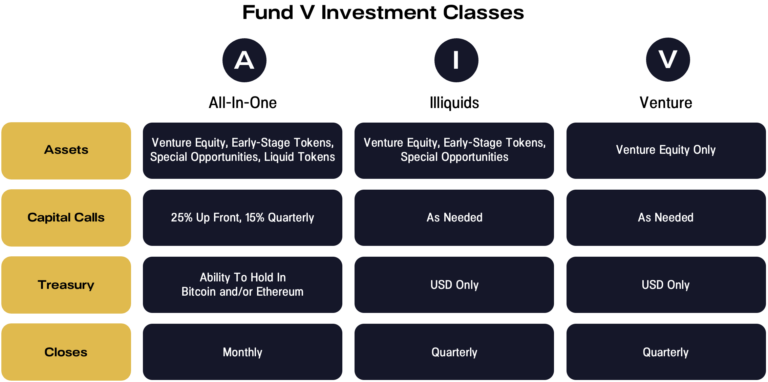 Fund V Investment Classes
A
I
V
All-In-One
Illiquids
Venture
Assets
Venture Equity, Early-Stage Tokens,
Special Opportunities, Liquid Tokens
Venture Equity, Early-Stage Tokens,
Special Opportunities
Venture Equity Only
Capital Calls
25% Up Front, 15% Quarterly
As Needed
As Needed
Treasury
Ability To Hold In
Bitcoin and/or Ethereum
USD Only
USD Only
Closes
Monthly
Quarterly
Quarterly